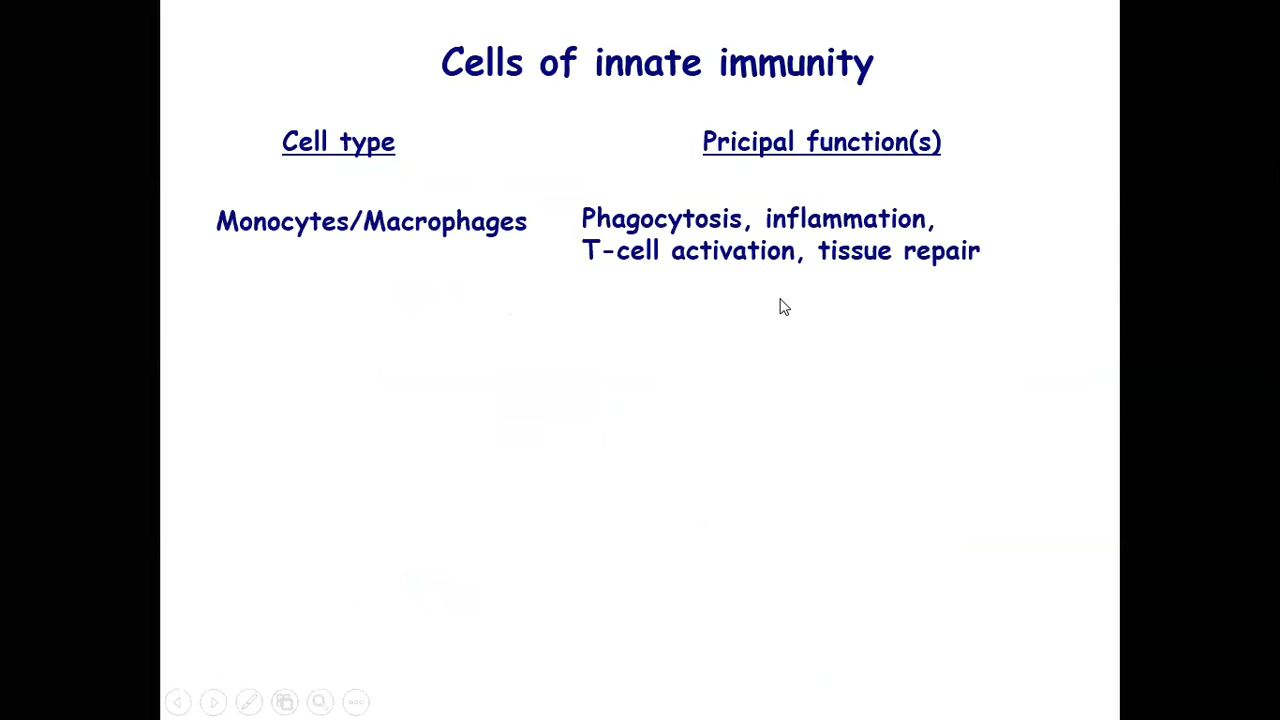 Cells of innate immunity
Cell type
Pricipal function(s)
Monocytes/Macrophages
Phagocytosis, inflammation,
T-cell activation, tissue repair